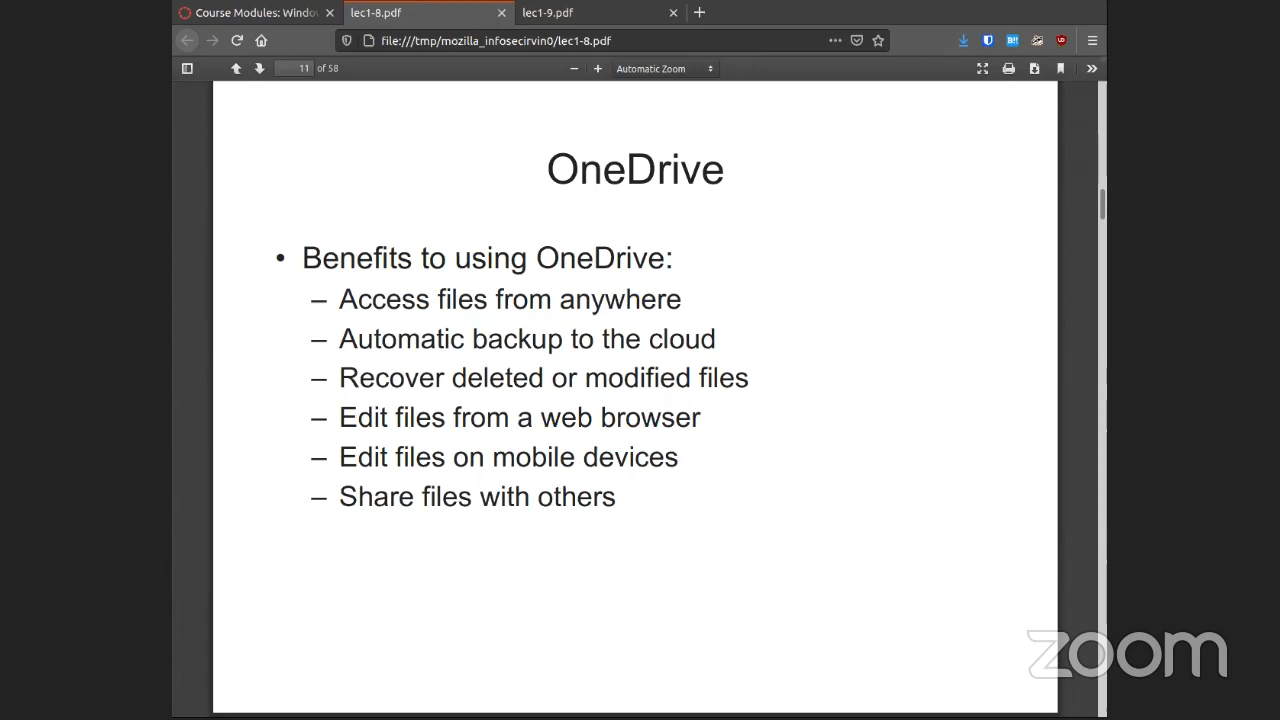 Course Modules: Windo
lec1-8.pdf
lec1-9.pdf
file:///tmp/mozilla_infosecirvin0/lec1-8.pdf
11 of 58
Automatic Zoom
OneDrive
• Benefits to using OneDrive:
– Access files from anywhere
– Automatic backup to the cloud
– Recover deleted or modified files
– Edit files from a web browser
– Edit files on mobile devices
– Share files with others
zoom